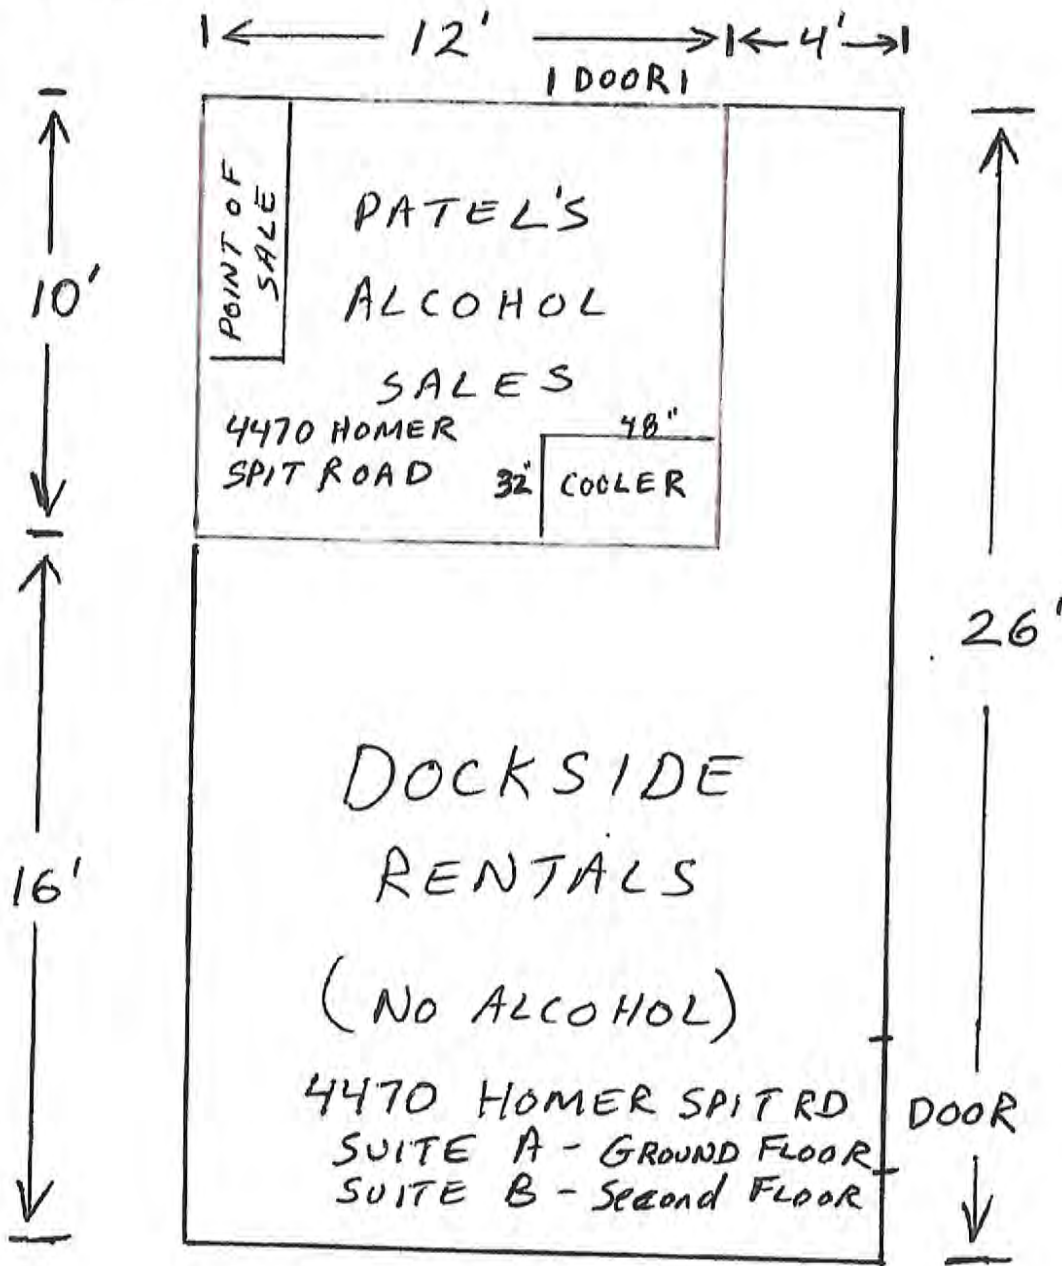 12' 4'
DOOR
10'
POINT OF
SALE
PATEL'S
ALCOHOL
SALES
4470 HOMER
SPIT ROAD
48"
32"
COOLER
26'
16'
DOCKSIDE
RENTALS
(NO ALCOHOL)
4470 HOMER SPIT RD
SUITE A - GROUND FLOOR
SUITE B - Second FLOOR
DOOR